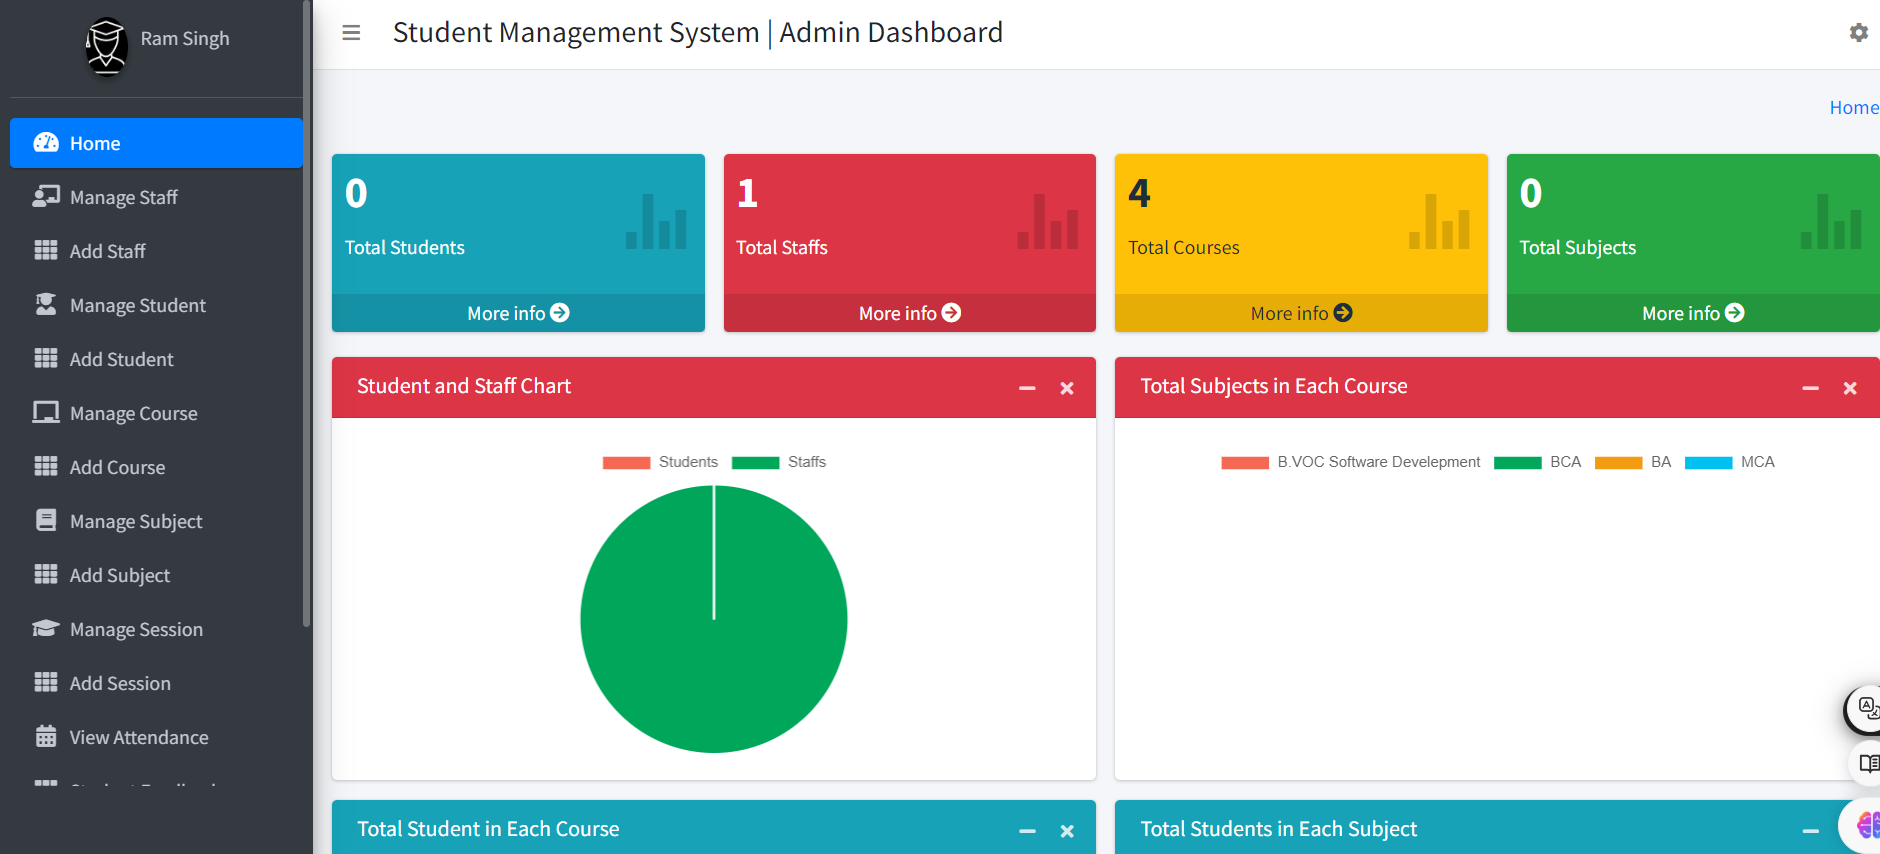 Ram Singh
Student Management System | Admin Dashboard
Home
Home
Manage Staff
Add Staff
Manage Student
Add Student
Manage Course
Add Course
Manage Subject
Add Subject
Manage Session
Add Session
View Attendance
0
Total Students
More info
1
Total Staffs
More info
4
Total Courses
More info
0
Total Subjects
More info
Student and Staff Chart
Students Staffs
Total Subjects in Each Course
B.VOC Software Develepment BCA BA MCA
Total Student in Each Course
Total Students in Each Subject